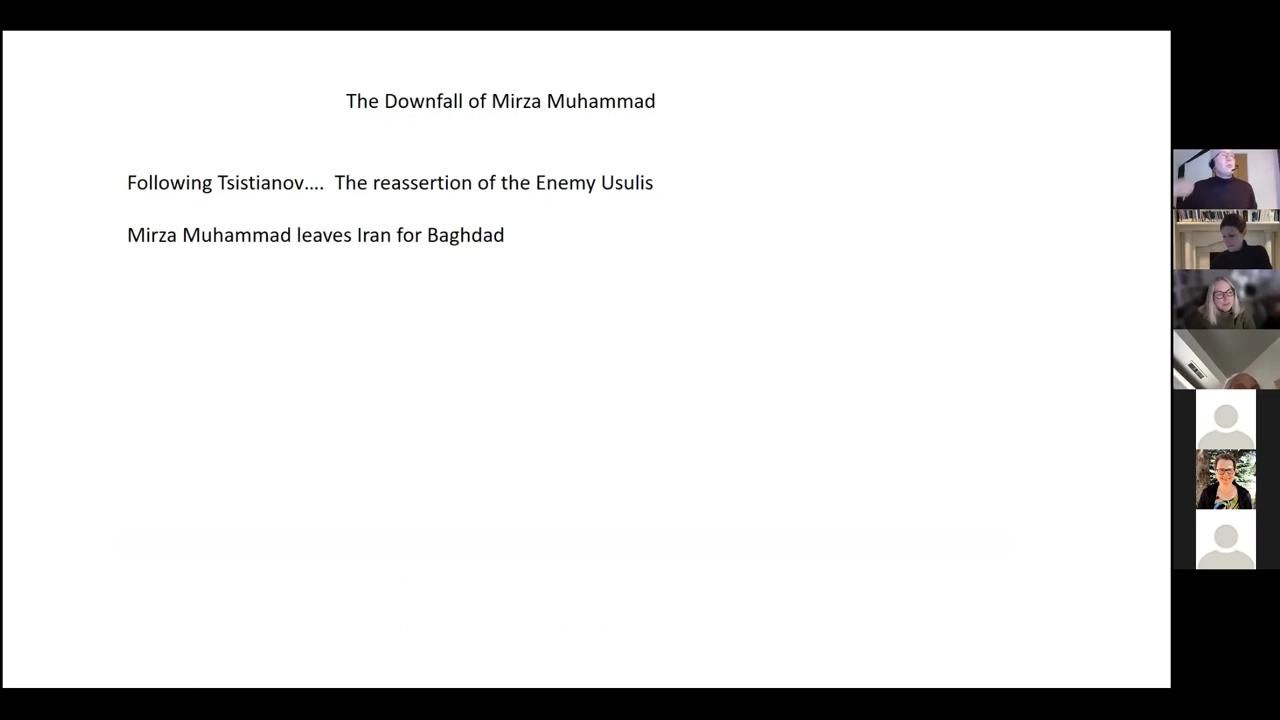 The Downfall of Mirza Muhammad
Following Tsistianov.... The reassertion of the Enemy Usulis
Mirza Muhammad leaves Iran for Baghdad